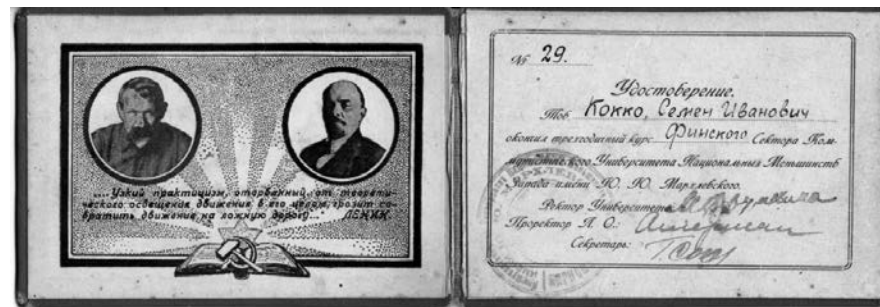 ....Узкий практицизм, оторванный от теорети-
ческого освещения движения в его целом, грозит со-
вратить движение на ложную дорогу... ЛЕНИН.
№ 29.
Удостоверение.
Тов. Кокко, Семен Иванович
окончил трехгодичный курс Финского Сектора Ком-
мунистического Университета Национальных Меньшинств
Запада имени Ю. Ю. Мархлевского.
Ректор Университета
Проректор Л. О.:
Секретарь: